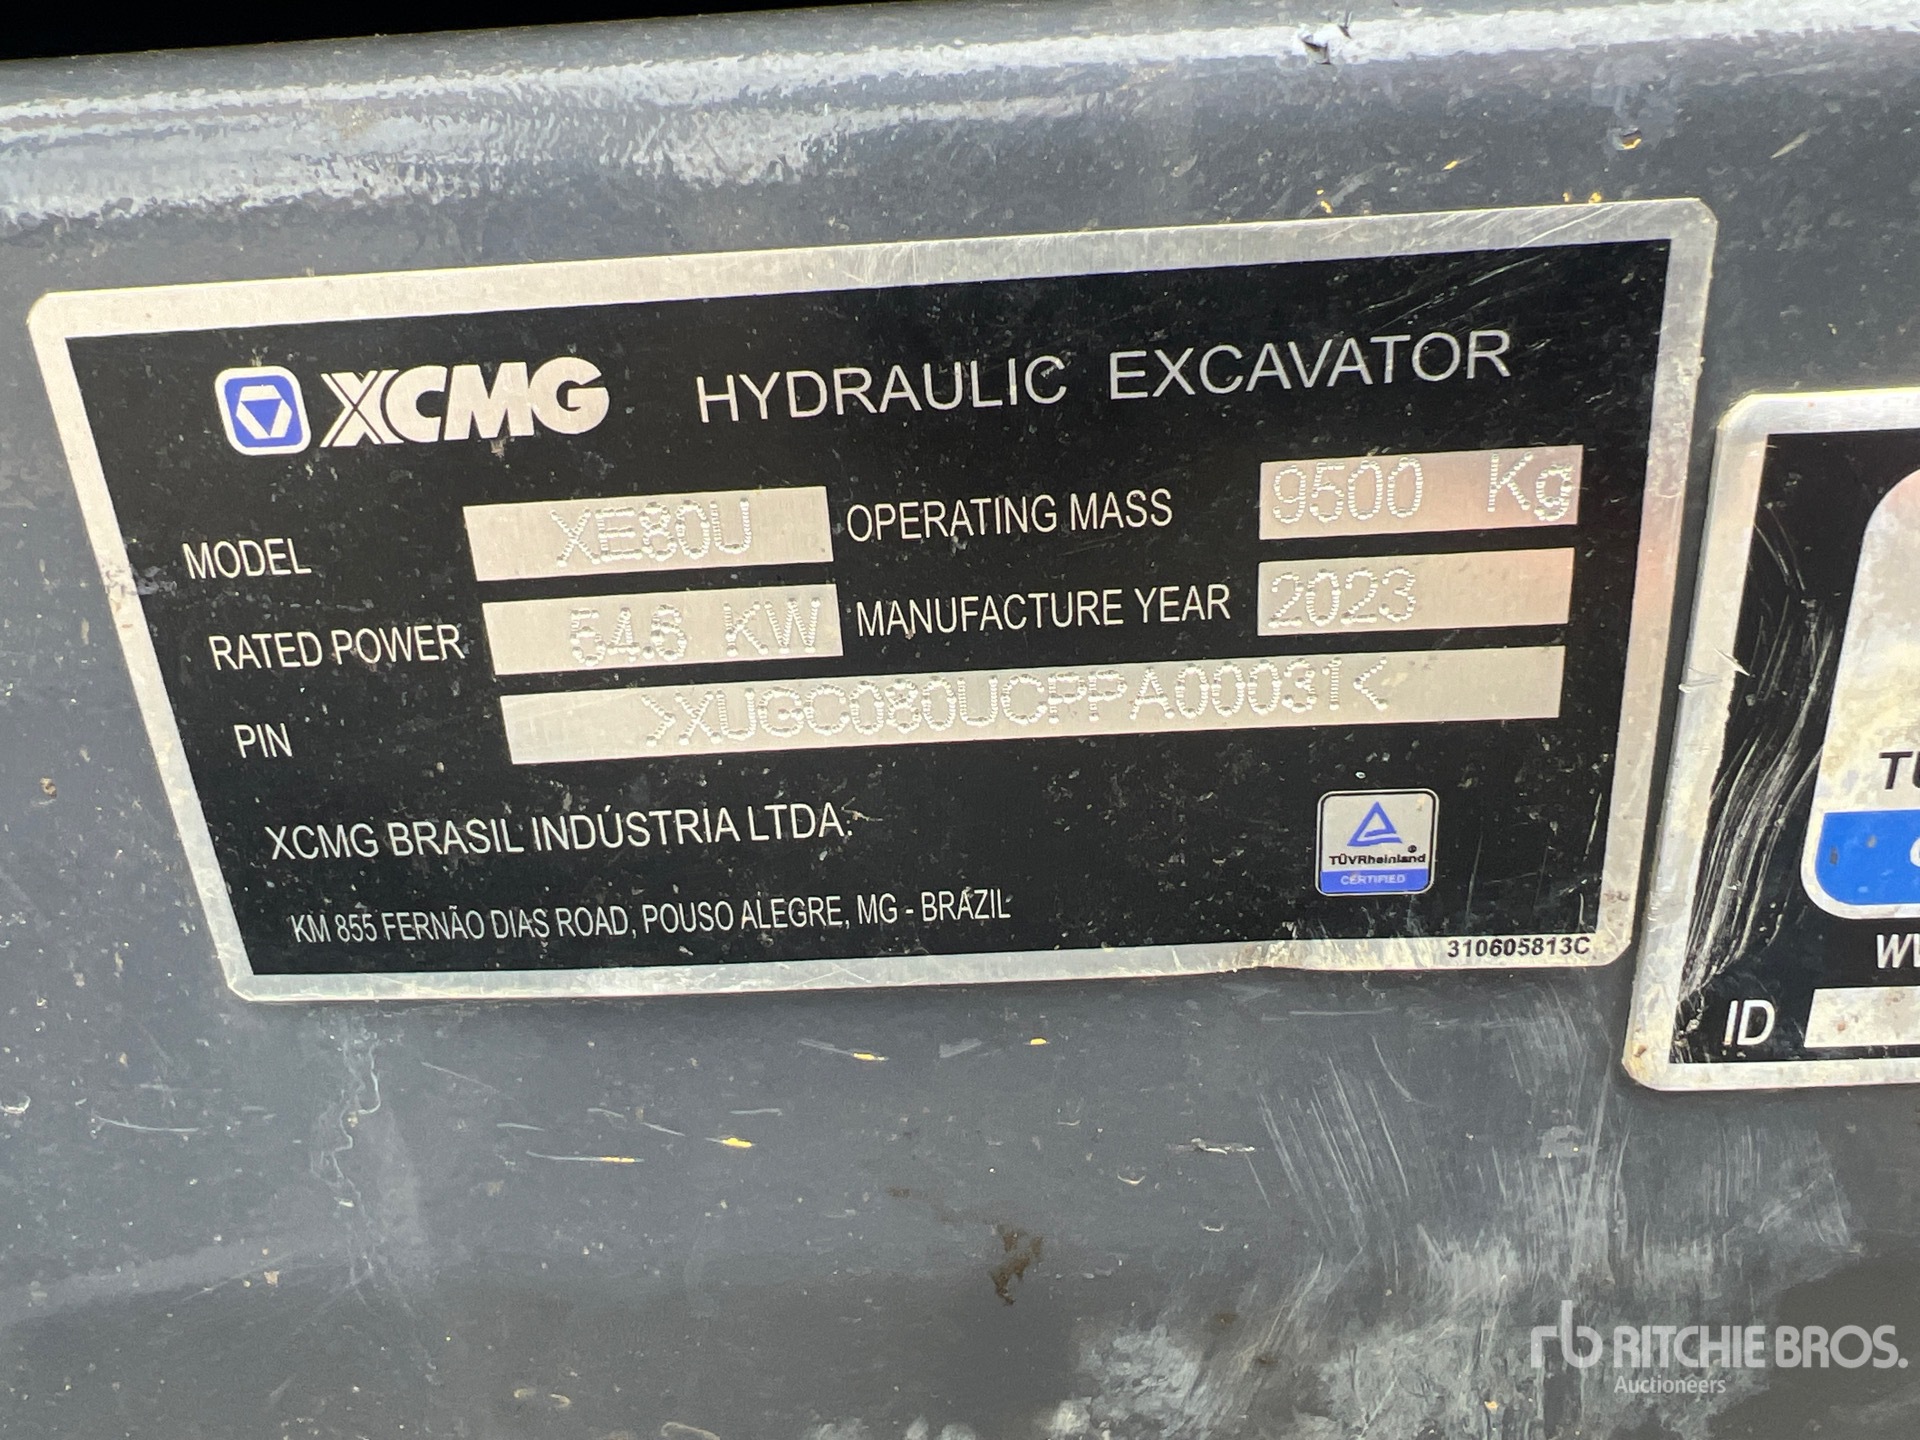 XCMG HYDRAULIC EXCAVATOR
MODEL XE80U OPERATING MASS 9500 Kg
RATED POWER 54.6 KW MANUFACTURE YEAR 2023
PIN >XUGC080UCPPA00031<
XCMG BRASIL INDÚSTRIA LTDA.
TÜVRheinland®
CERTIFIED
KM 855 FERNÃO DIAS ROAD, POUSO ALEGRE, MG - BRAZIL
310605813C
ID
rb RITCHIE BROS.
Auctioneers